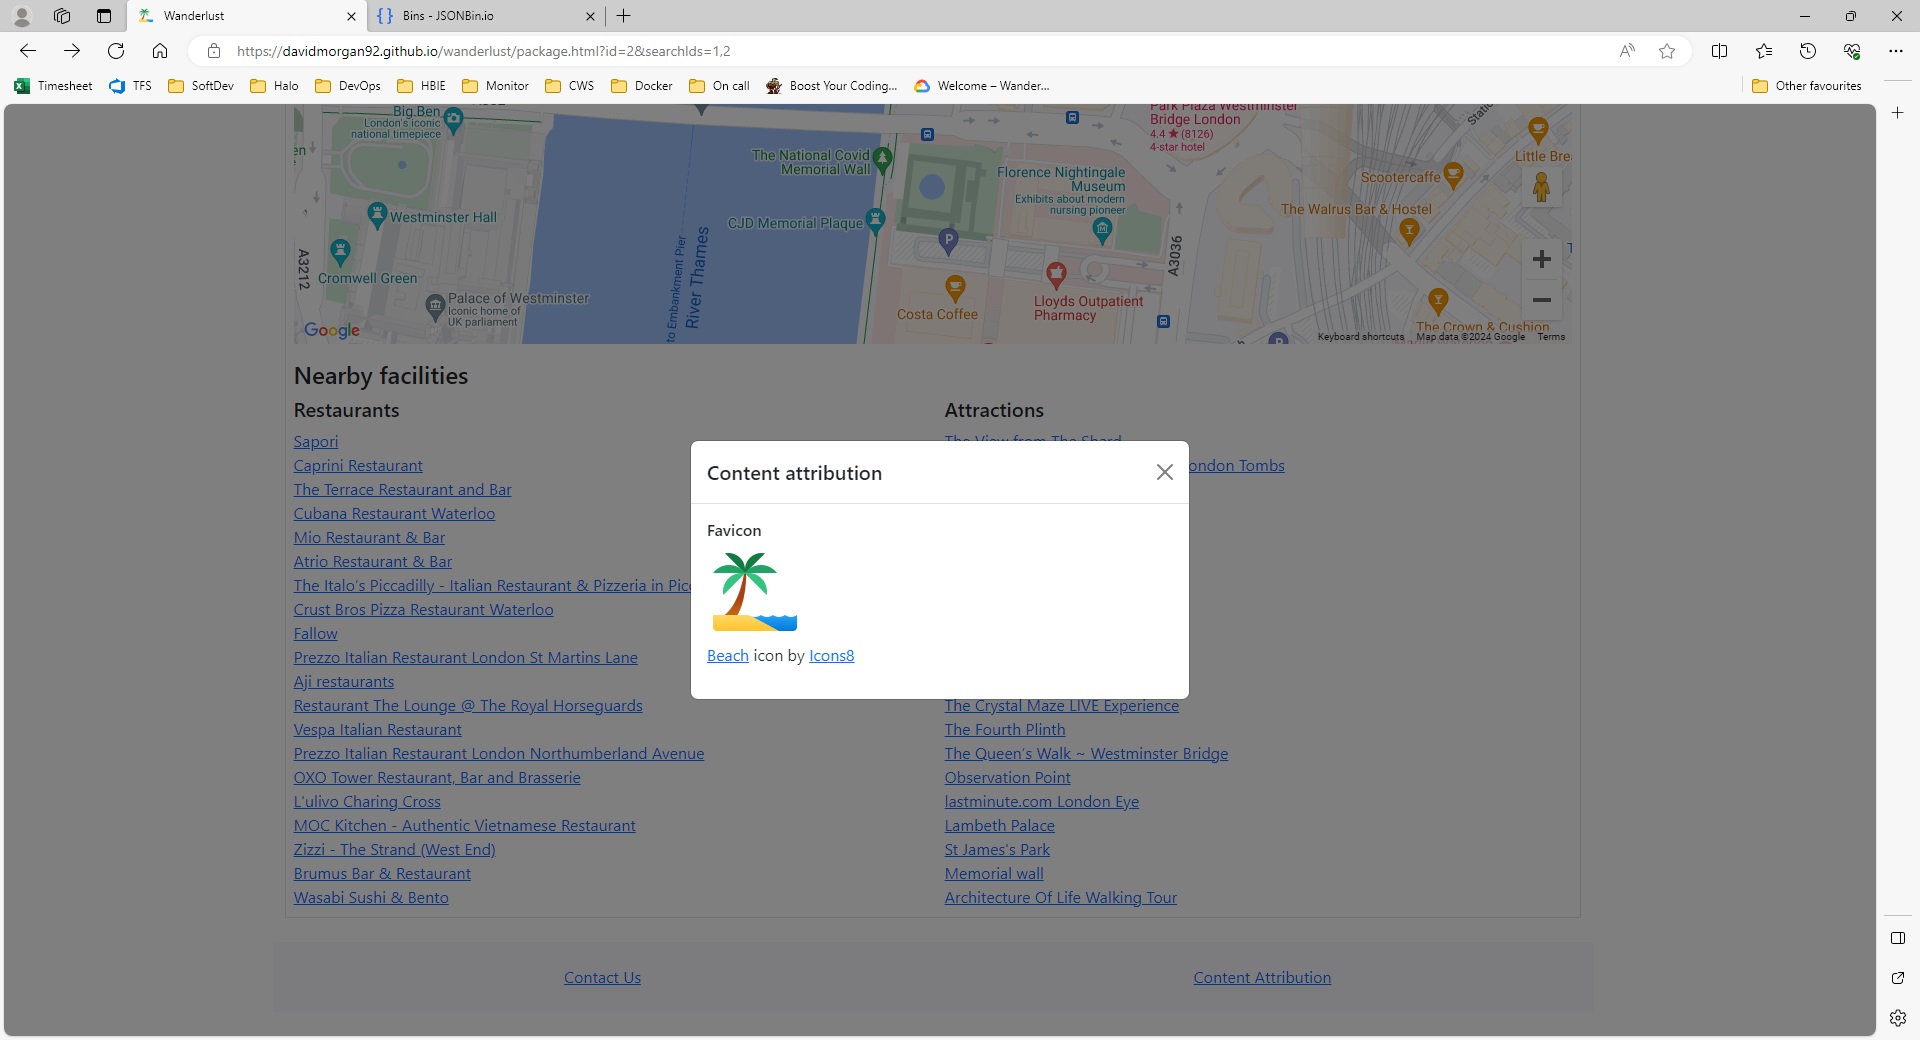 Wanderlust
Bins - JSONBin.io
https://davidmorgan92.github.io/wanderlust/package.html?id=2&searchIds=1,2
Timesheet
TFS
SoftDev
Halo
DevOps
HBIE
Monitor
CWS
Docker
On call
Boost Your Coding...
Welcome – Wander...
Other favourites
Big Ben
London's iconic
national timepiece
Westminster Hall
A3212
Cromwell Green
Palace of Westminster
Iconic home of
UK parliament
Google
to Embankment Pier
River Thames
The National Covid
Memorial Wall
CJD Memorial Plaque
Park Plaza Westminster
Bridge London
4.4 ★ (8126)
4-star hotel
Florence Nightingale
Museum
Exhibits about modern
nursing pioneer
P
Costa Coffee
Lloyds Outpatient
Pharmacy
A3036
Scootercaffe
Little Bre
The Walrus Bar & Hostel
The Crown & Cushion
Keyboard shortcuts
Map data ©2024 Google
Terms
Nearby facilities
Restaurants
Sapori
Caprini Restaurant
The Terrace Restaurant and Bar
Cubana Restaurant Waterloo
Mio Restaurant & Bar
Atrio Restaurant & Bar
The Italo's Piccadilly - Italian Restaurant & Pizzeria in Pic
Crust Bros Pizza Restaurant Waterloo
Fallow
Prezzo Italian Restaurant London St Martins Lane
Aji restaurants
Restaurant The Lounge @ The Royal Horseguards
Vespa Italian Restaurant
Prezzo Italian Restaurant London Northumberland Avenue
OXO Tower Restaurant, Bar and Brasserie
L'ulivo Charing Cross
MOC Kitchen - Authentic Vietnamese Restaurant
Zizzi - The Strand (West End)
Brumus Bar & Restaurant
Wasabi Sushi & Bento
Attractions
The View from The Shard
ondon Tombs
The Crystal Maze LIVE Experience
The Fourth Plinth
The Queen's Walk ~ Westminster Bridge
Observation Point
lastminute.com London Eye
Lambeth Palace
St James's Park
Memorial wall
Architecture Of Life Walking Tour
Content attribution
Favicon
Beach icon by Icons8
Contact Us
Content Attribution